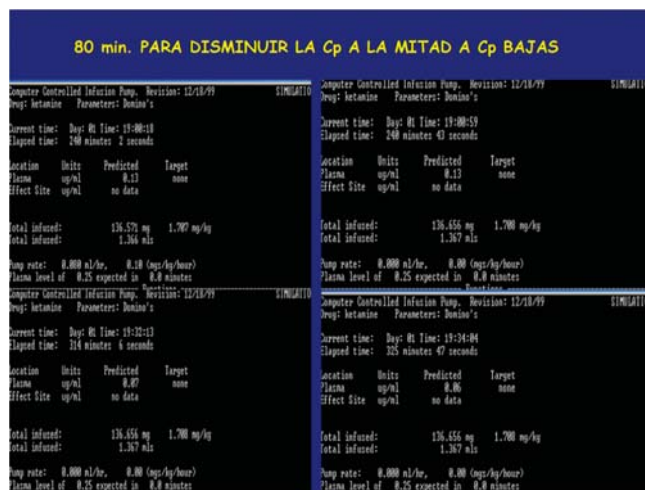 80 min. PARA DISMINUIR LA Cp A LA MITAD A Cp BAJAS
Computer Controlled Infusion Pump. Revision: 12/18/99 SIMULATIO
Drug: ketamine Parameters: Domino's
Current time: Day: 01 Time: 19:00:18
Elapsed time: 240 minutes 2 seconds
Location Units Predicted Target
Plasma ug/ml 0.13 none
Effect Site ug/ml no data
Total infused: 136.571 mg 1.707 mg/kg
Total infused: 1.366 mls
Pump rate: 0.080 ml/hr, 0.10 (mgs/kg/hour)
Plasma level of 0.25 expected in 0.0 minutes
Computer Controlled Infusion Pump. Revision: 12/18/99 SIMULATIO
Drug: ketamine Parameters: Domino's
Current time: Day: 01 Time: 19:00:59
Elapsed time: 240 minutes 43 seconds
Location Units Predicted Target
Plasma ug/ml 0.13 none
Effect Site ug/ml no data
Total infused: 136.656 mg 1.708 mg/kg
Total infused: 1.367 mls
Pump rate: 0.000 ml/hr, 0.00 (mgs/kg/hour)
Plasma level of 0.25 expected in 0.0 minutes
Computer Controlled Infusion Pump. Revision: 12/18/99 SIMULATIO
Drug: ketamine Parameters: Domino's
Current time: Day: 01 Time: 19:32:13
Elapsed time: 314 minutes 6 seconds
Location Units Predicted Target
Plasma ug/ml 0.07 none
Effect Site ug/ml no data
Total infused: 136.656 mg 1.708 mg/kg
Total infused: 1.367 mls
Pump rate: 0.000 ml/hr, 0.00 (mgs/kg/hour)
Plasma level of 0.25 expected in 0.0 minutes
Computer Controlled Infusion Pump. Revision: 12/18/99 SIMULATIO
Drug: ketamine Parameters: Domino's
Current time: Day: 01 Time: 19:34:04
Elapsed time: 325 minutes 47 seconds
Location Units Predicted Target
Plasma ug/ml 0.06 none
Effect Site ug/ml no data
Total infused: 136.656 mg 1.708 mg/kg
Total infused: 1.367 mls
Pump rate: 0.000 ml/hr, 0.00 (mgs/kg/hour)
Plasma level of 0.25 expected in 0.0 minutes